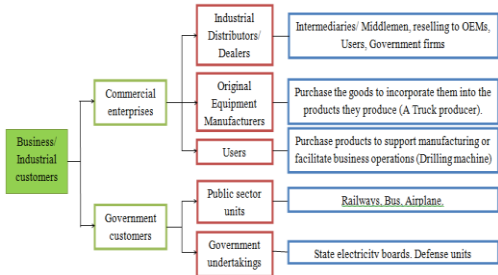 Business/
Industrial
customers
Commercial
enterprises
Government
customers
Industrial
Distributors/
Dealers
Original
Equipment
Manufacturers
Users
Public sector
units
Government
undertakings
Intermediaries/ Middlemen, reselling to OEMs,
Users, Government firms
Purchase the goods to incorporate them into the
products they produce (A Truck producer).
Purchase products to support manufacturing or
facilitate business operations (Drilling machine)
Railways, Bus, Airplane.
State electricity boards. Defense units